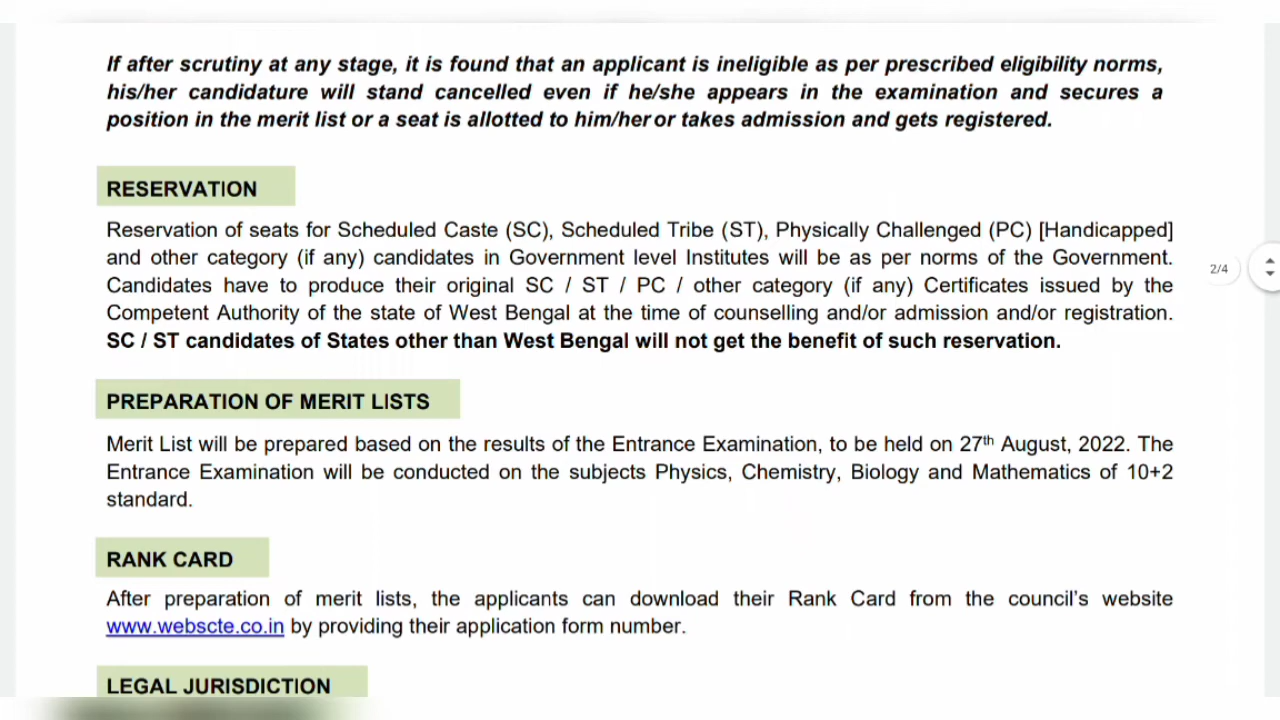 If after scrutiny at any stage, it is found that an applicant is ineligible as per prescribed eligibility norms,
his/her candidature will stand cancelled even if he/she appears in the examination and secures a
position in the merit list or a seat is allotted to him/her or takes admission and gets registered.
RESERVATION
Reservation of seats for Scheduled Caste (SC), Scheduled Tribe (ST), Physically Challenged (PC) [Handicapped]
and other category (if any) candidates in Government level Institutes will be as per norms of the Government.
Candidates have to produce their original SC / ST / PC / other category (if any) Certificates issued by the
Competent Authority of the state of West Bengal at the time of counselling and/or admission and/or registration.
SC / ST candidates of States other than West Bengal will not get the benefit of such reservation.
2/4
PREPARATION OF MERIT LISTS
Merit List will be prepared based on the results of the Entrance Examination, to be held on 27th August, 2022. The
Entrance Examination will be conducted on the subjects Physics, Chemistry, Biology and Mathematics of 10+2
standard.
RANK CARD
After preparation of merit lists, the applicants can download their Rank Card from the council's website
www.webscte.co.in by providing their application form number.
LEGAL JURISDICTION